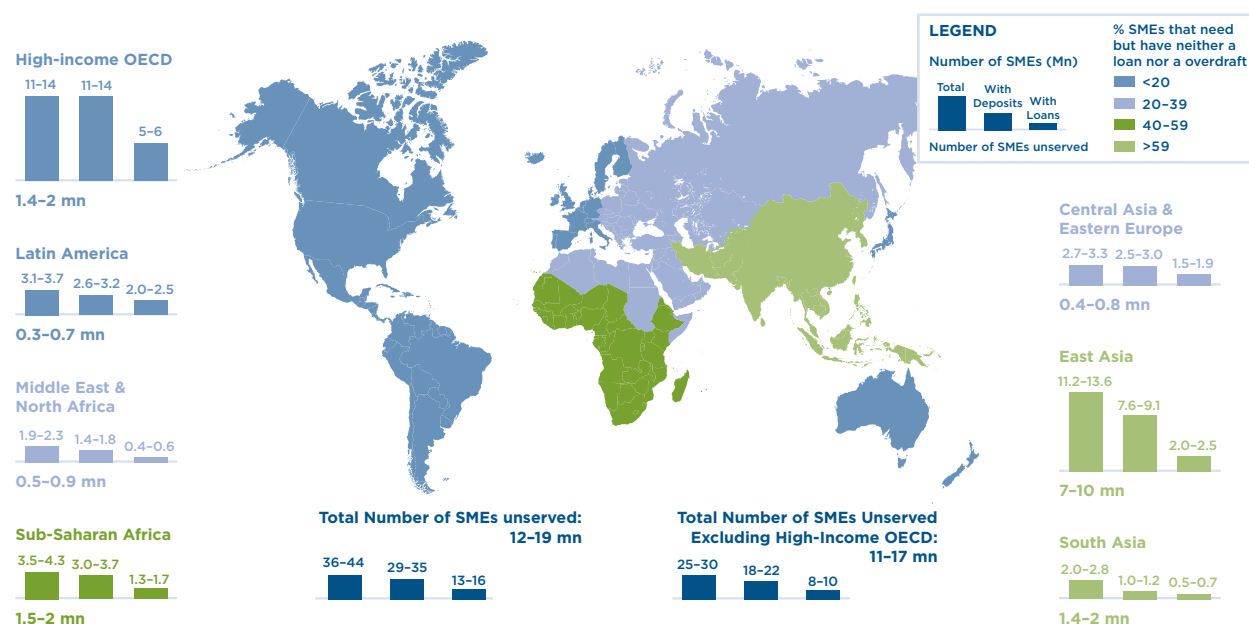 High-income OECD
11–14
11–14
5–6
1.4–2 mn
Latin America
3.1–3.7
2.6–3.2
2.0–2.5
0.3–0.7 mn
Middle East &
North Africa
1.9–2.3
1.4–1.8
0.4–0.6
0.5–0.9 mn
Sub-Saharan Africa
3.5–4.3
3.0–3.7
1.3–1.7
1.5–2 mn
Total Number of SMEs unserved:
12–19 mn
36–44
29–35
13–16
Total Number of SMEs Unserved
Excluding High-Income OECD:
11–17 mn
25–30
18–22
8–10
LEGEND
Number of SMEs (Mn)
Total
With
Deposits
With
Loans
Number of SMEs unserved
% SMEs that need
but have neither a
loan nor a overdraft
<20
20–39
40–59
>59
Central Asia &
Eastern Europe
2.7–3.3
2.5–3.0
1.5–1.9
0.4–0.8 mn
East Asia
11.2–13.6
7.6–9.1
2.0–2.5
7–10 mn
South Asia
2.0–2.8
1.0–1.2
0.5–0.7
1.4–2 mn